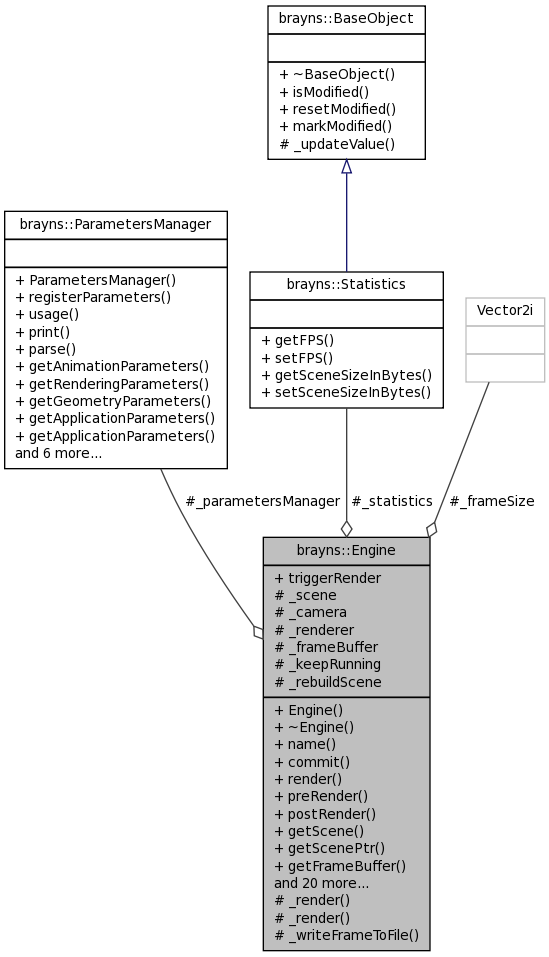 brayns::BaseObject
+ ~BaseObject()
+ isModified()
+ resetModified()
+ markModified()
# _updateValue()
brayns::ParametersManager
+ ParametersManager()
+ registerParameters()
+ usage()
+ print()
+ parse()
+ getAnimationParameters()
+ getRenderingParameters()
+ getGeometryParameters()
+ getApplicationParameters()
+ getApplicationParameters()
and 6 more...
brayns::Statistics
+ getFPS()
+ setFPS()
+ getSceneSizeInBytes()
+ setSceneSizeInBytes()
Vector2i
#_parametersManager
#_statistics
#_frameSize
brayns::Engine
+ triggerRender
# _scene
# _camera
# _renderer
# _frameBuffer
# _keepRunning
# _rebuildScene
+ Engine()
+ ~Engine()
+ name()
+ commit()
+ render()
+ preRender()
+ postRender()
+ getScene()
+ getScenePtr()
+ getFrameBuffer()
and 20 more...
# _render()
# _render()
# _writeFrameToFile()